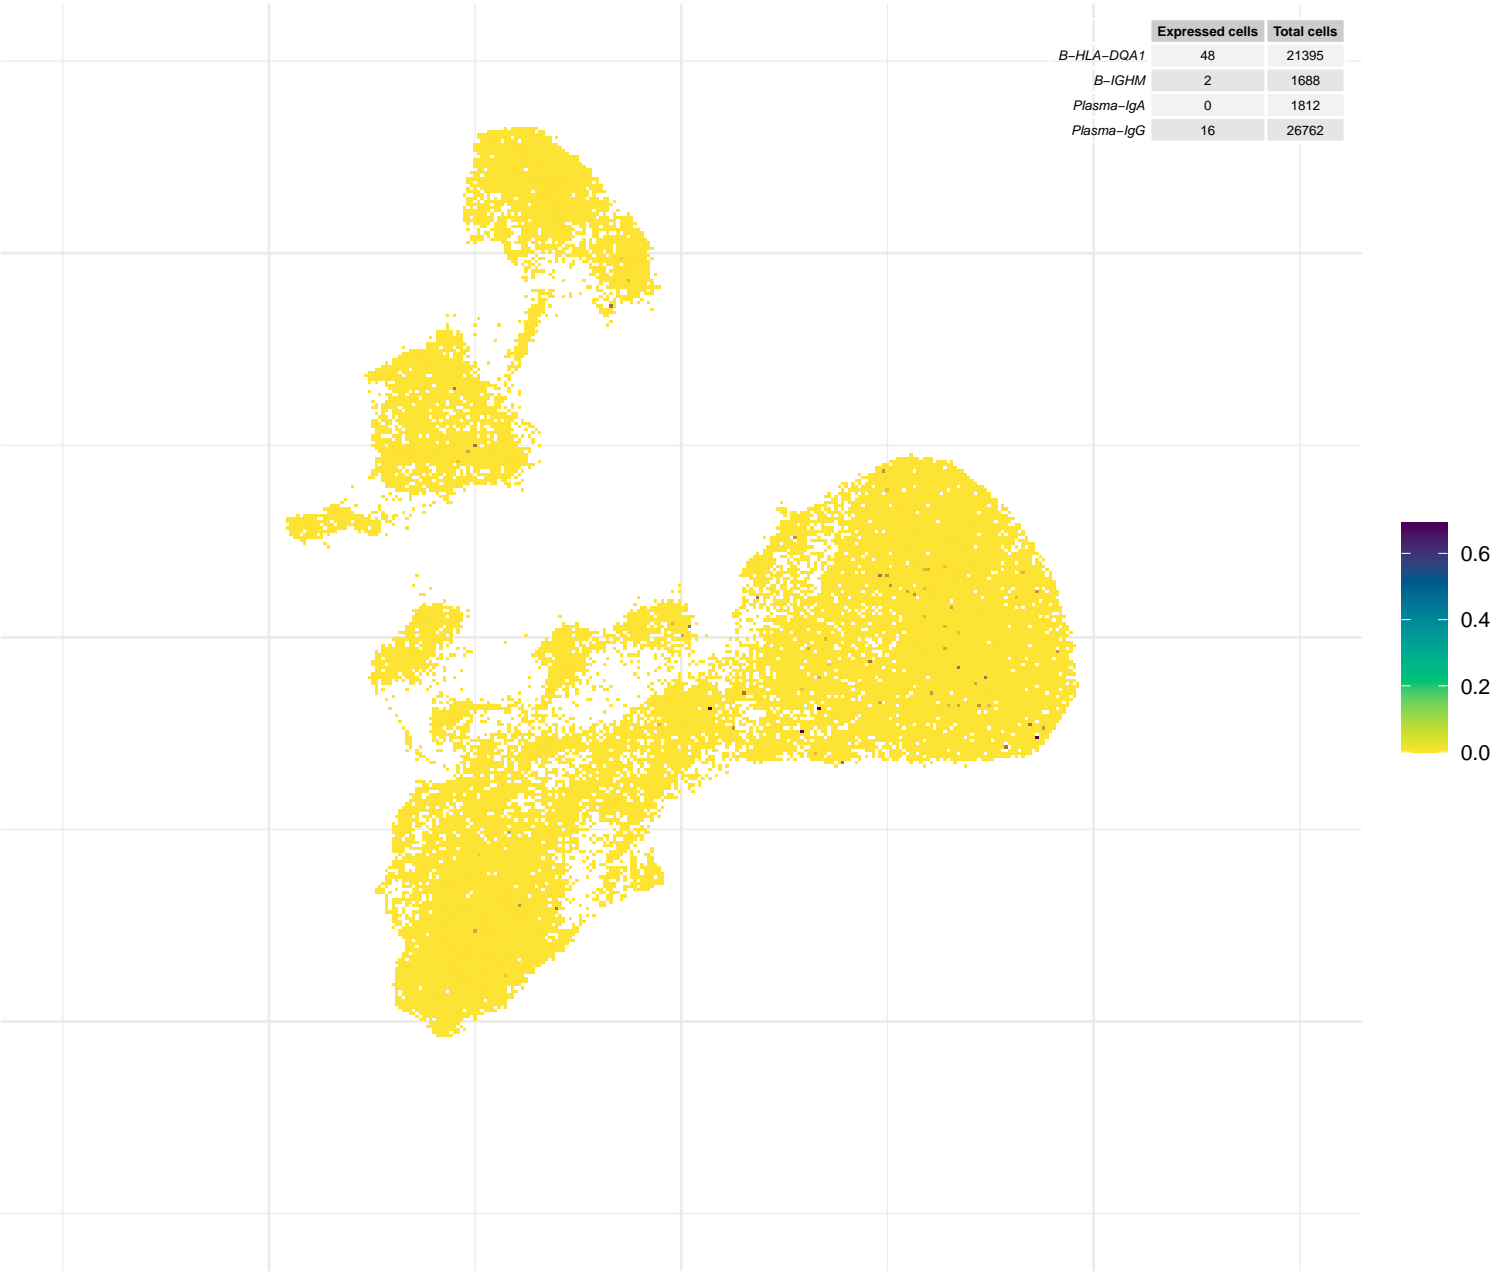 Expressed cells Total cells
B−HLA−DQA1 48 21395
B−IGHM 2 1688
Plasma−IgA 0 1812
Plasma−IgG 16 26762
0.6
0.4
0.2
0.0